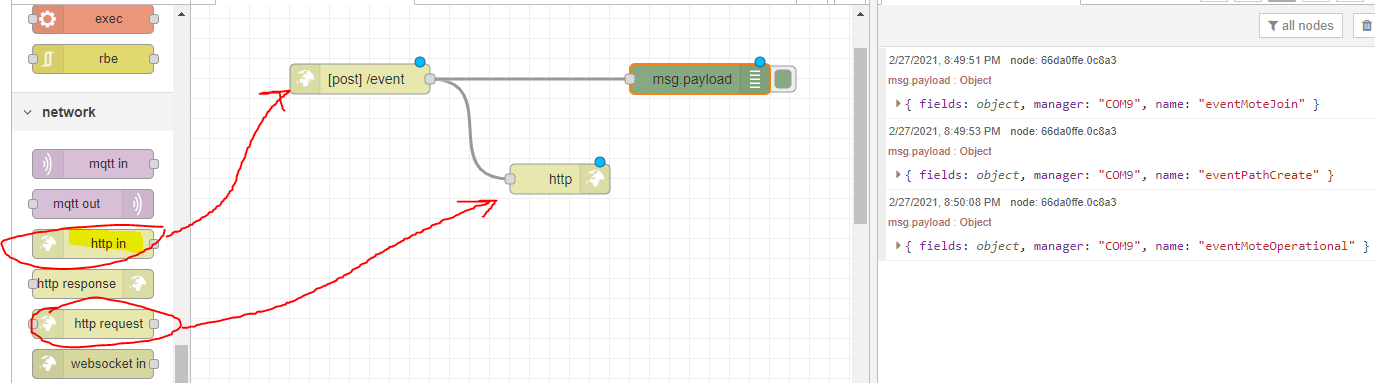 exec
rbe
network
mqtt in
mqtt out
http in
http response
http request
websocket in
[post] /event
msg.payload
http
all nodes
2/27/2021, 8:49:51 PM node: 66da0ffe.0c8a3
msg.payload : Object
{ fields: object, manager: "COM9", name: "eventMoteJoin" }
2/27/2021, 8:49:53 PM node: 66da0ffe.0c8a3
msg.payload : Object
{ fields: object, manager: "COM9", name: "eventPathCreate" }
2/27/2021, 8:50:08 PM node: 66da0ffe.0c8a3
msg.payload : Object
{ fields: object, manager: "COM9", name: "eventMoteOperational" }